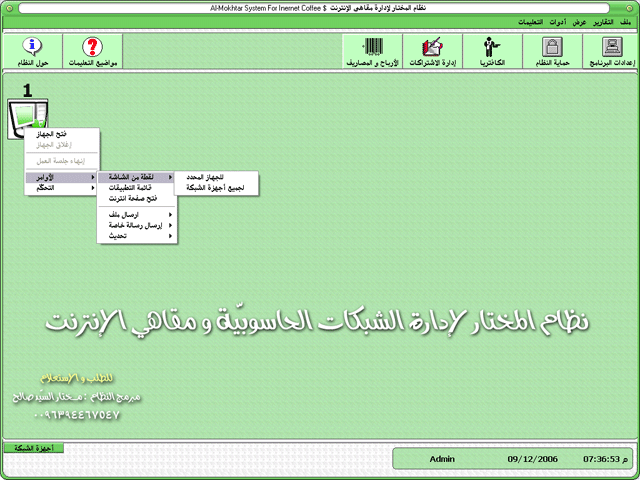 Al-Mokhtar System For Inernet Coffee $ نظام المختار لإدارة مقاهي الإنترنت
ملف التقارير عرض أدوات التعليمات
إعدادات البرنامج
حماية النظام
الكافتريا
إدارة الاشتراكات
الأرباح و المصاريف
مواضيع التعليمات
حول النظام
1
فتح الجهاز
إغلاق الجهاز
إنهاء جلسة العمل
الأوامر
التحكم
لقطة من الشاشة
قائمة التطبيقات
فتح صفحة انترنت
ارسال ملف
إرسال رسالة خاصة
تحديث
للجهاز المحدد
لجميع أجهزة الشبكة
نظام المختار لإدارة الشبكات الحاسوبيّة و مقاهي الإنترنت
للطلب و الإستعلام
مبرمج النظام : مختار السيّد صالح
٠٠٩٦٣٩٤٤٦٧٥٤٧
أجهزة الشبكة
Admin
09/12/2006
07:36:53 م